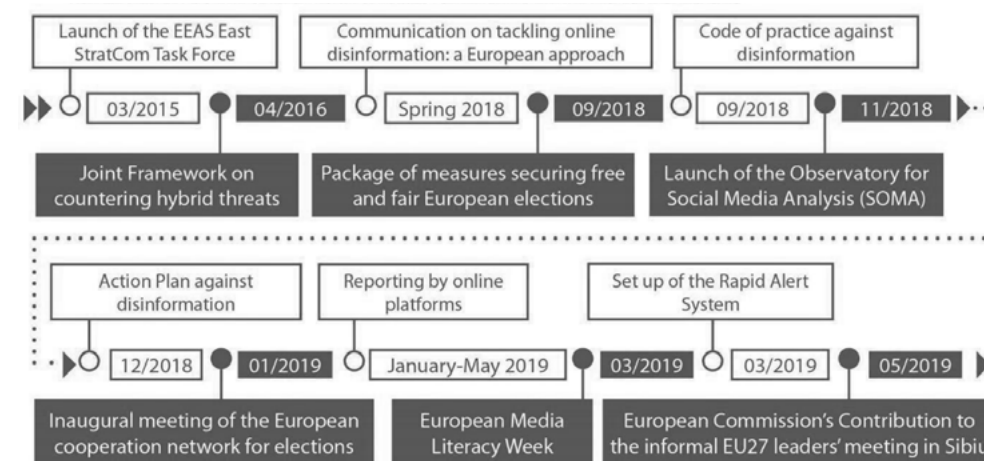 Launch of the EEAS East
StratCom Task Force
Communication on tackling online
disinformation: a European approach
Code of practice against
disinformation
03/2015
04/2016
Spring 2018
09/2018
09/2018
11/2018
Joint Framework on
countering hybrid threats
Package of measures securing free
and fair European elections
Launch of the Observatory for
Social Media Analysis (SOMA)
Action Plan against
disinformation
Reporting by online
platforms
Set up of the Rapid Alert
System
12/2018
01/2019
January-May 2019
03/2019
03/2019
05/2019
Inaugural meeting of the European
cooperation network for elections
European Media
Literacy Week
European Commission's Contribution to
the informal EU27 leaders' meeting in Sibiu